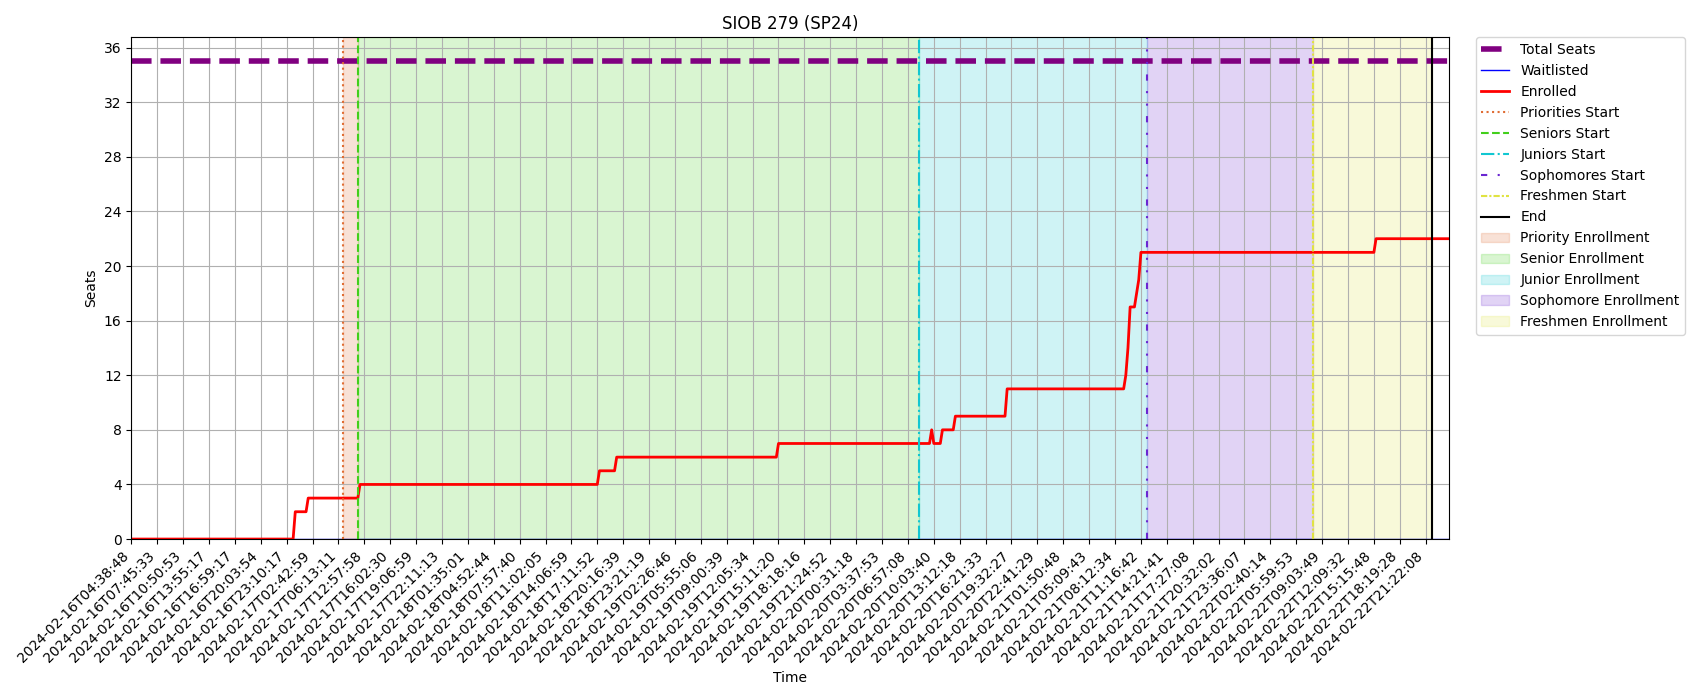 SIOB 279 (SP24)
Seats
36
32
28
24
20
16
12
8
4
0
2024-02-16T04:38:48
2024-02-16T07:45:33
2024-02-16T10:50:53
2024-02-16T13:55:17
2024-02-16T16:59:17
2024-02-16T20:03:54
2024-02-16T23:10:17
2024-02-17T02:42:59
2024-02-17T06:13:11
2024-02-17T12:57:58
2024-02-17T16:02:30
2024-02-17T19:06:59
2024-02-17T22:11:13
2024-02-18T01:35:01
2024-02-18T04:52:44
2024-02-18T07:57:40
2024-02-18T11:02:05
2024-02-18T14:06:59
2024-02-18T17:11:52
2024-02-18T20:16:39
2024-02-18T23:21:19
2024-02-19T02:26:46
2024-02-19T05:55:06
2024-02-19T09:00:39
2024-02-19T12:05:34
2024-02-19T15:11:20
2024-02-19T18:18:16
2024-02-19T21:24:52
2024-02-20T00:31:18
2024-02-20T03:37:53
2024-02-20T06:57:08
2024-02-20T10:03:40
2024-02-20T13:12:18
2024-02-20T16:21:33
2024-02-20T19:32:27
2024-02-20T22:41:29
2024-02-21T01:50:48
2024-02-21T05:09:43
2024-02-21T08:12:34
2024-02-21T11:16:42
2024-02-21T14:21:41
2024-02-21T17:27:08
2024-02-21T20:32:02
2024-02-21T23:36:07
2024-02-22T02:40:14
2024-02-22T05:59:53
2024-02-22T09:03:49
2024-02-22T12:09:32
2024-02-22T15:15:48
2024-02-22T18:19:28
2024-02-22T21:22:08
Time
Total Seats
Waitlisted
Enrolled
Priorities Start
Seniors Start
Juniors Start
Sophomores Start
Freshmen Start
End
Priority Enrollment
Senior Enrollment
Junior Enrollment
Sophomore Enrollment
Freshmen Enrollment